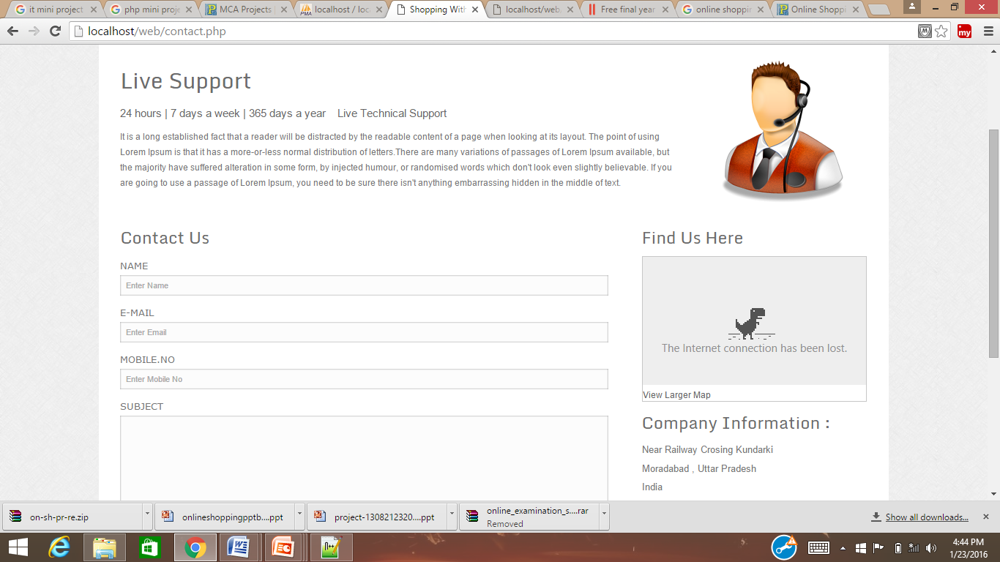 it mini project
php mini proje
MCA Projects
localhost / loc
Shopping With
localhost/web
Free final year
online shoppin
Online Shoppi
localhost/web/contact.php
my
Live Support
24 hours | 7 days a week | 365 days a year Live Technical Support
It is a long established fact that a reader will be distracted by the readable content of a page when looking at its layout. The point of using
Lorem Ipsum is that it has a more-or-less normal distribution of letters.There are many variations of passages of Lorem Ipsum available, but
the majority have suffered alteration in some form, by injected humour, or randomised words which don't look even slightly believable. If you
are going to use a passage of Lorem Ipsum, you need to be sure there isn't anything embarrassing hidden in the middle of text.
Contact Us
NAME
Enter Name
E-MAIL
Enter Email
MOBILE.NO
Enter Mobile No
SUBJECT
Find Us Here
The Internet connection has been lost.
View Larger Map
Company Information :
Near Railway Crosing Kundarki
Moradabad , Uttar Pradesh
India
on-sh-pr-re.zip
onlineshoppingpptb....ppt
project-1308212320....ppt
online_examination_s....rar
Removed
Show all downloads...
4:44 PM
1/23/2016